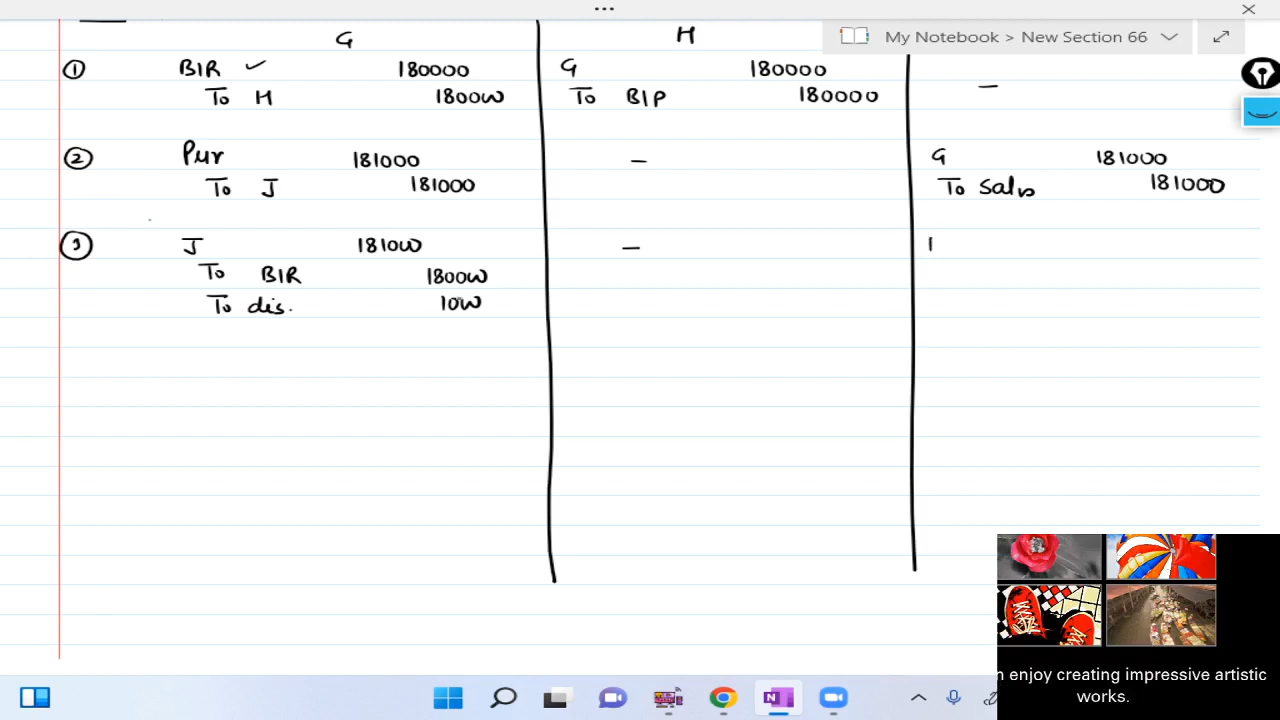 My Notebook > New Section 66
G
H
① BIR ✓ 180000
To H 180000
G 180000
To BIP 180000
—
② Pur 181000
To J 181000
—
G 181000
To Sales 181000
③ J 181000
To BIR 180000
To dis. 1000
—
n enjoy creating impressive artistic
works.